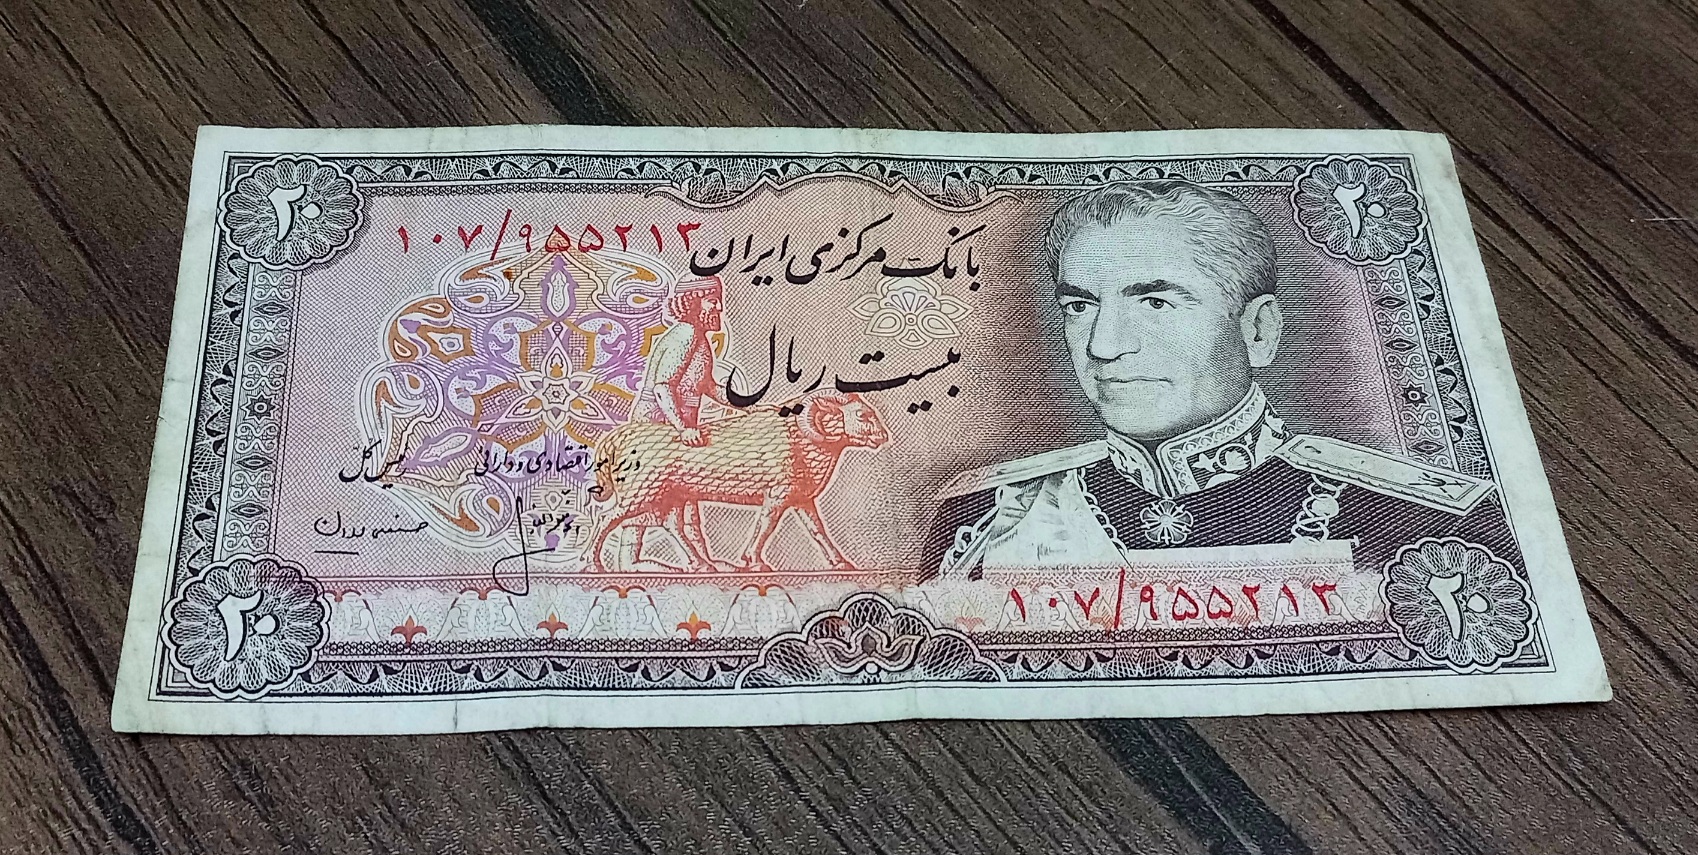 ۲۰
۲۰
۱۰۷/۹۵۵۲۱۳
بانک مرکزی ایران
بیست ریال
وزیر امور اقتصادی و دارائی
رئیس کل
۱۰۷/۹۵۵۲۱۳
۲۰
۲۰